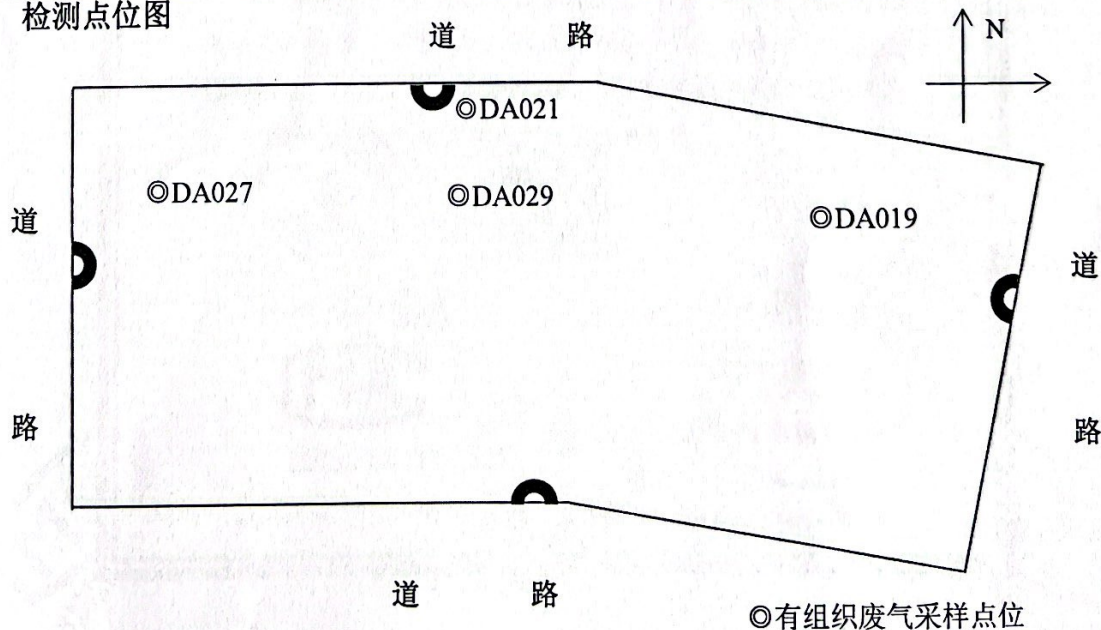 检测点位图
道 路
N
◎DA021
◎DA027
◎DA029
◎DA019
道
路
道
路
道 路
◎有组织废气采样点位